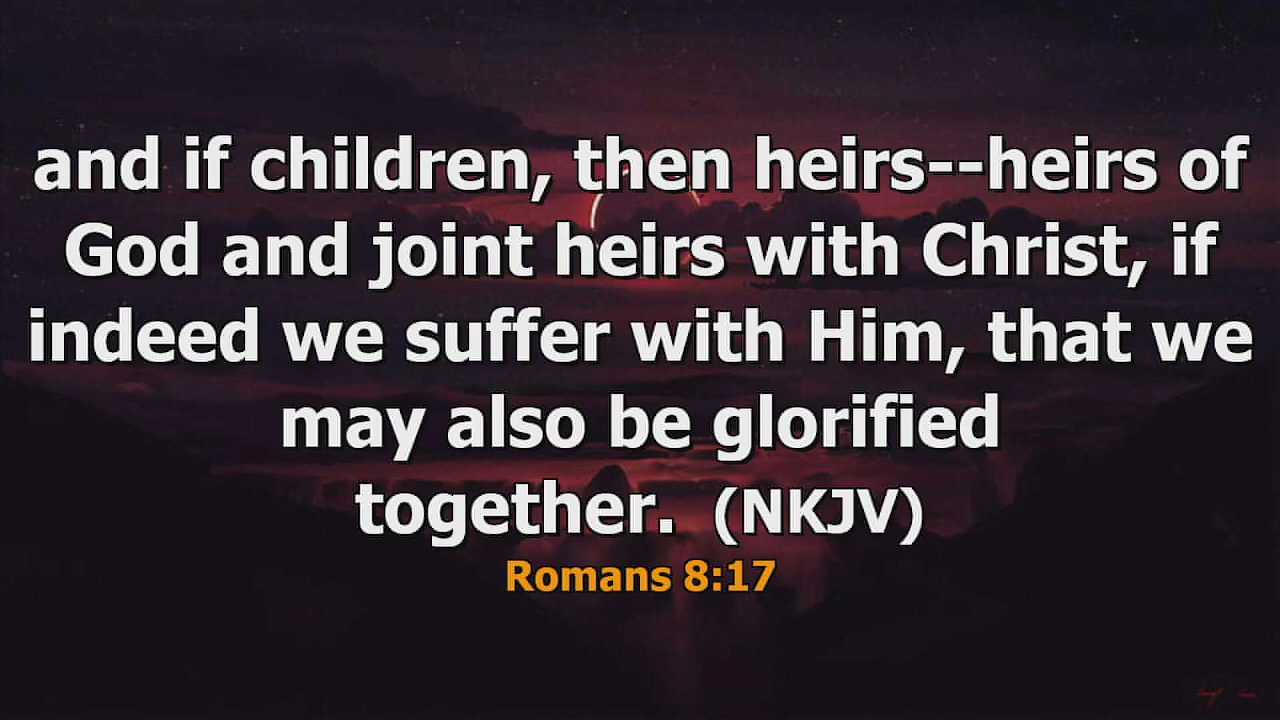 and if children, then heirs--heirs of
God and joint heirs with Christ, if
indeed we suffer with Him, that we
may also be glorified
together. (NKJV)
Romans 8:17